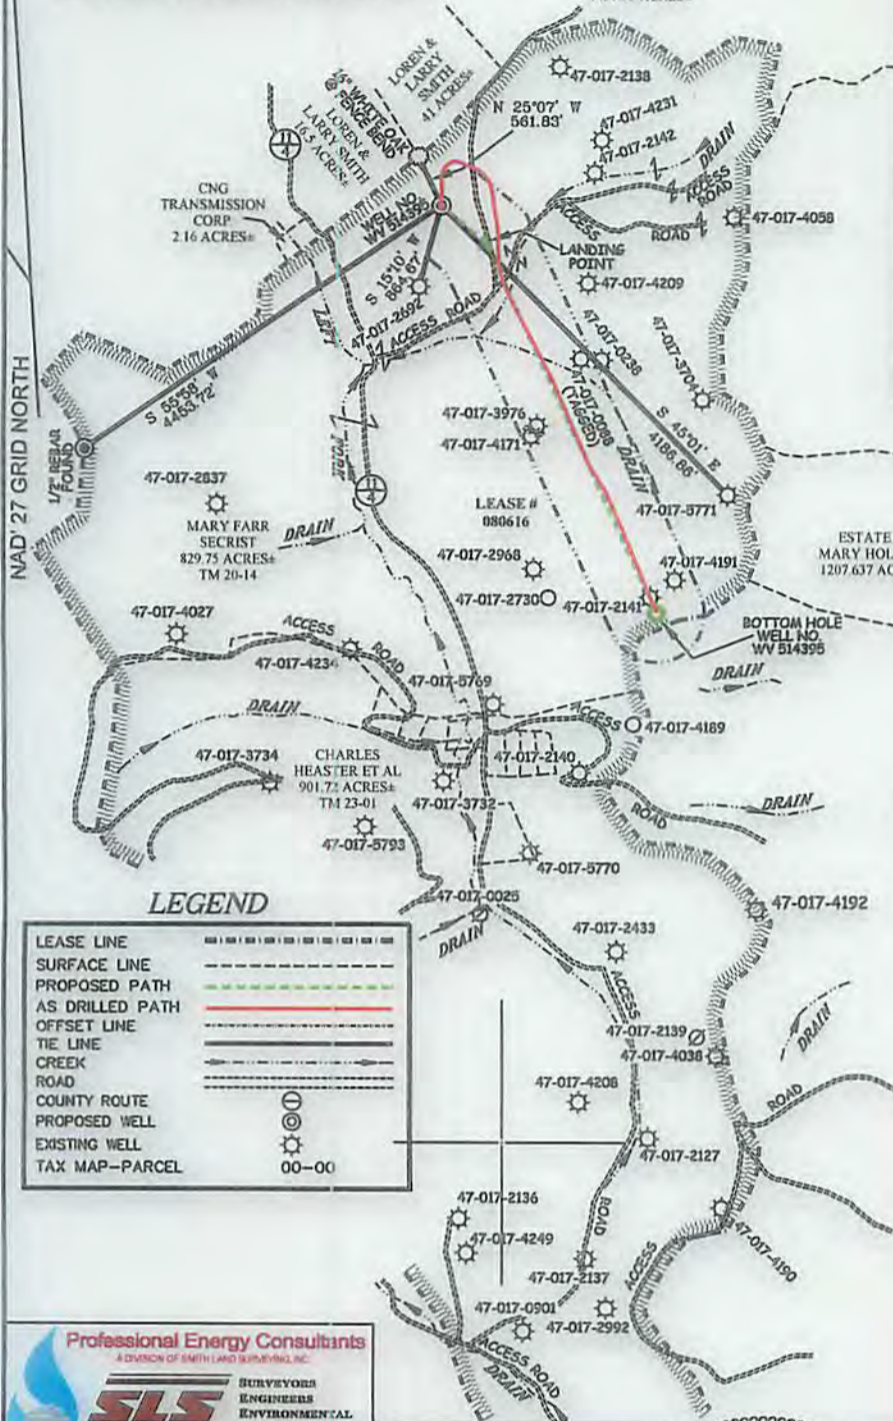 47-017-2138
LOREN &
LARRY
SMITH
41 ACRES±
N 25°07' W
561.83'
16" WHITE OAK
@ FENCE BEND
LOREN &
LARRY SMITH
16.5 ACRES±
47-017-4231
47-017-2142
DRAIN
11
4
CNG
TRANSMISSION
CORP
2.16 ACRES±
WELL NO.
WV 514395
ACCESS
ROAD
47-017-4058
ACCESS
ROAD
LANDING
POINT
S 15°10' W
864.67'
47-017-4209
47-017-2692
ACCESS ROAD
LEFT
47-017-0236
47-017-3704
47-017-0088
(TAGGED)
S 55°58' W
4453.72'
NAD'27 GRID NORTH
1/2" REBAR
FOUND
47-017-3976
47-017-4171
S 45°01' E
4186.86'
DRAIN
FORK
47-017-2837
11
4
LEASE #
080616
47-017-5771
MARY FARR
SECRIST
829.75 ACRES±
TM 20-14
DRAIN
ESTATE
MARY HOL
1207.637 AC
47-017-2968
47-017-4191
47-017-2730
47-017-2141
47-017-4027
ACCESS
ROAD
BOTTOM HOLE
WELL NO.
WV 514395
47-017-4234
DRAIN
47-017-5769
DRAIN
ACCESS
47-017-4189
47-017-3734
CHARLES
HEASTER ET AL
901.72 ACRES±
TM 23-01
47-017-2140
47-017-3732
ROAD
DRAIN
47-017-5793
47-017-5770
47-017-0025
47-017-4192
DRAIN
47-017-2433
ACCESS
LEGEND
LEASE LINE
SURFACE LINE
PROPOSED PATH
AS DRILLED PATH
OFFSET LINE
TIE LINE
CREEK
ROAD
COUNTY ROUTE
PROPOSED WELL
EXISTING WELL
TAX MAP-PARCEL 00-00
47-017-2139
DRAIN
47-017-4038
47-017-4208
ROAD
47-017-2127
47-017-2136
ROAD
47-017-4249
47-017-4190
ACCESS
47-017-2137
47-017-0901
47-017-2992
ACCESS ROAD
DRAIN
Professional Energy Consultants
A DIVISION OF SMITH LAND SURVEYING, INC.
SLS
SURVEYORS
ENGINEERS
ENVIRONMENTAL